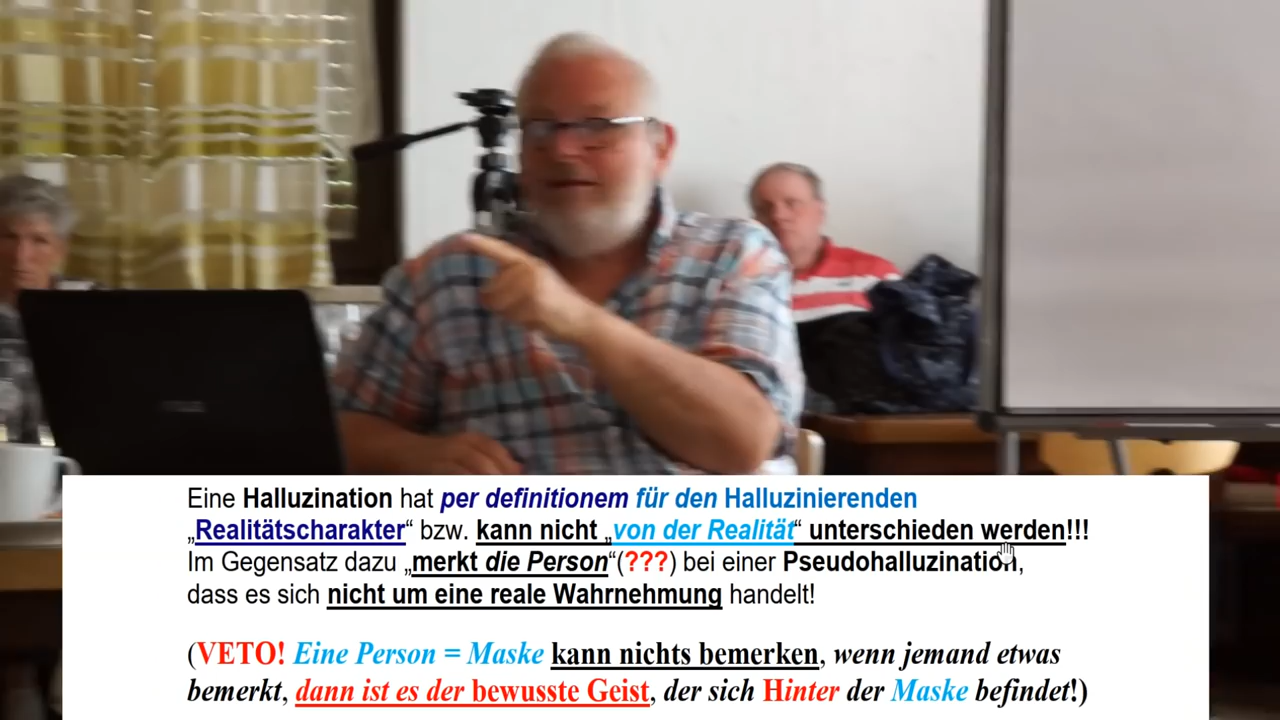 Eine Halluzination hat per definitionem für den Halluzinierenden
„Realitätscharakter“ bzw. kann nicht „von der Realität“ unterschieden werden!!!
Im Gegensatz dazu „merkt die Person“(???) bei einer Pseudohalluzination,
dass es sich nicht um eine reale Wahrnehmung handelt!
(VETO! Eine Person = Maske kann nichts bemerken, wenn jemand etwas
bemerkt, dann ist es der bewusste Geist, der sich Hinter der Maske befindet!)